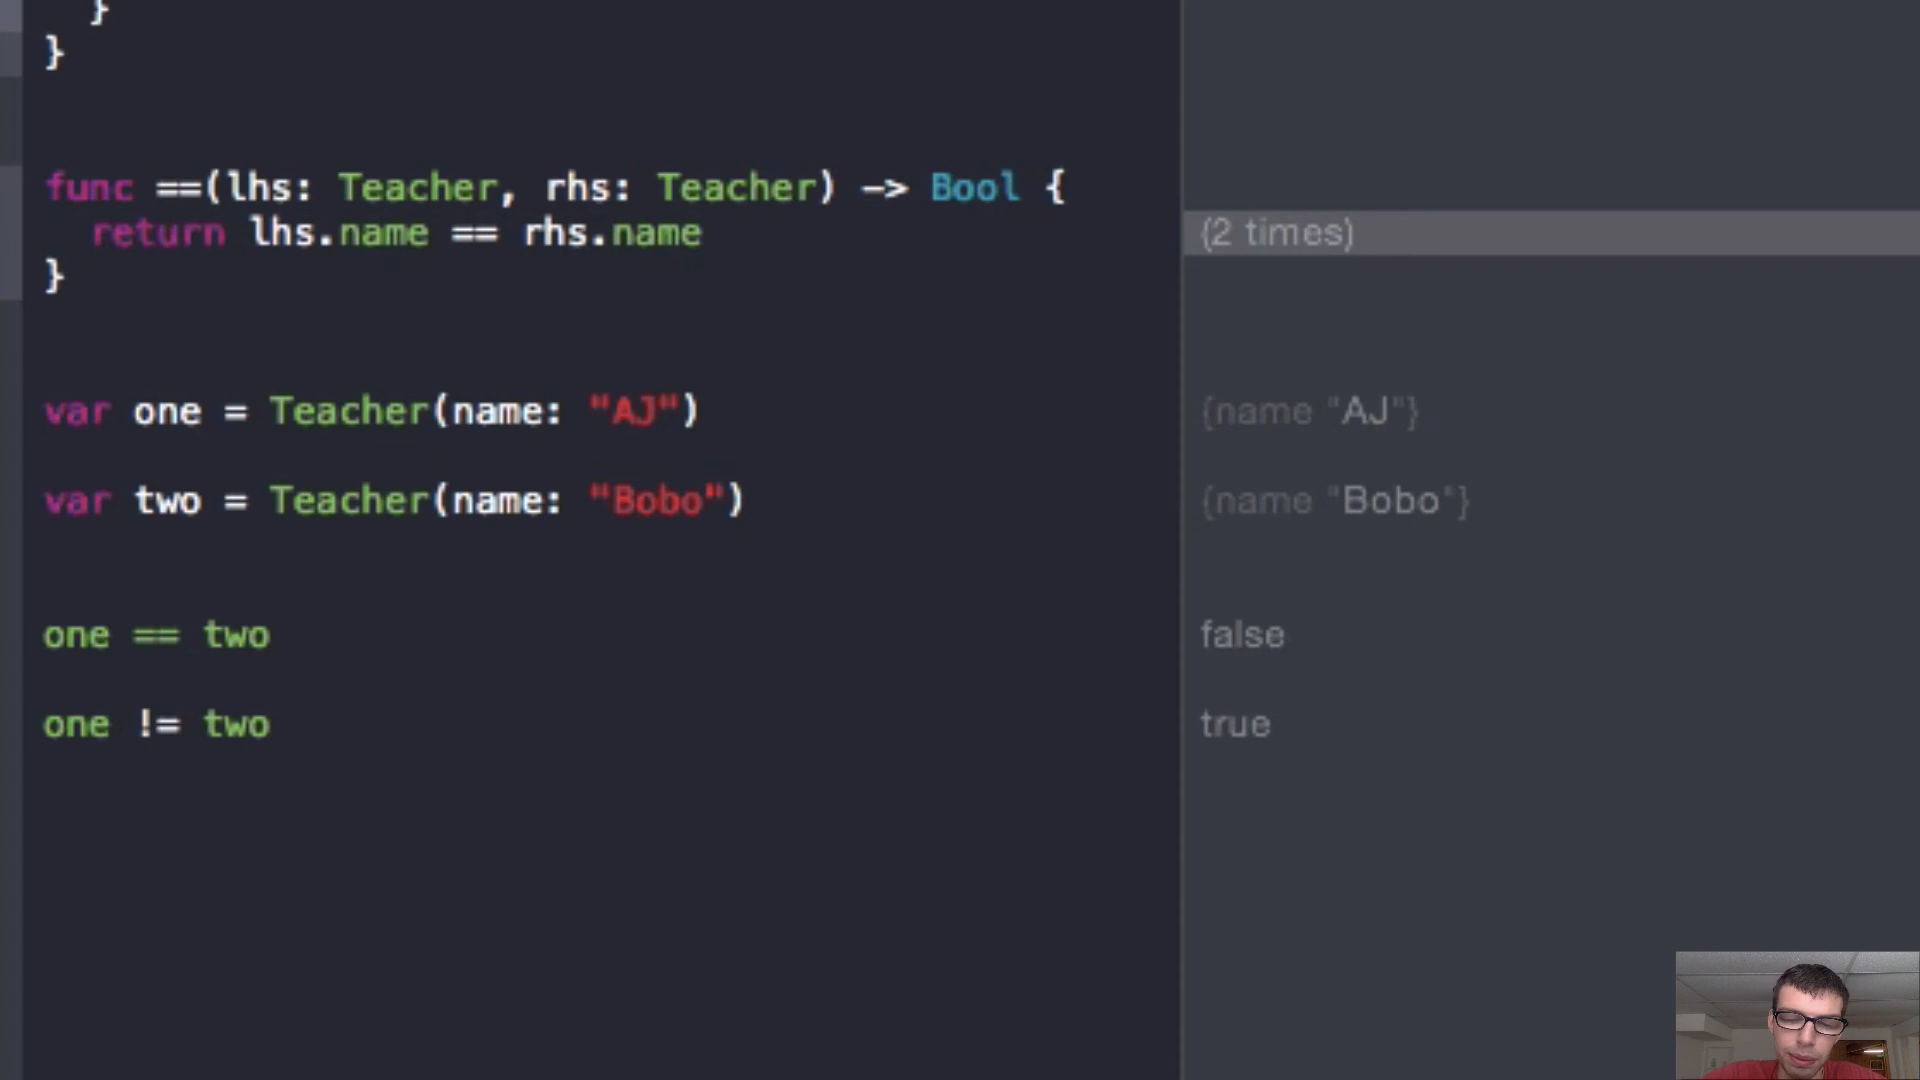 }
}
func ==(lhs: Teacher, rhs: Teacher) -> Bool {
return lhs.name == rhs.name
(2 times)
}
var one = Teacher(name: "AJ")
{name "AJ"}
var two = Teacher(name: "Bobo")
{name "Bobo"}
one == two
false
one != two
true